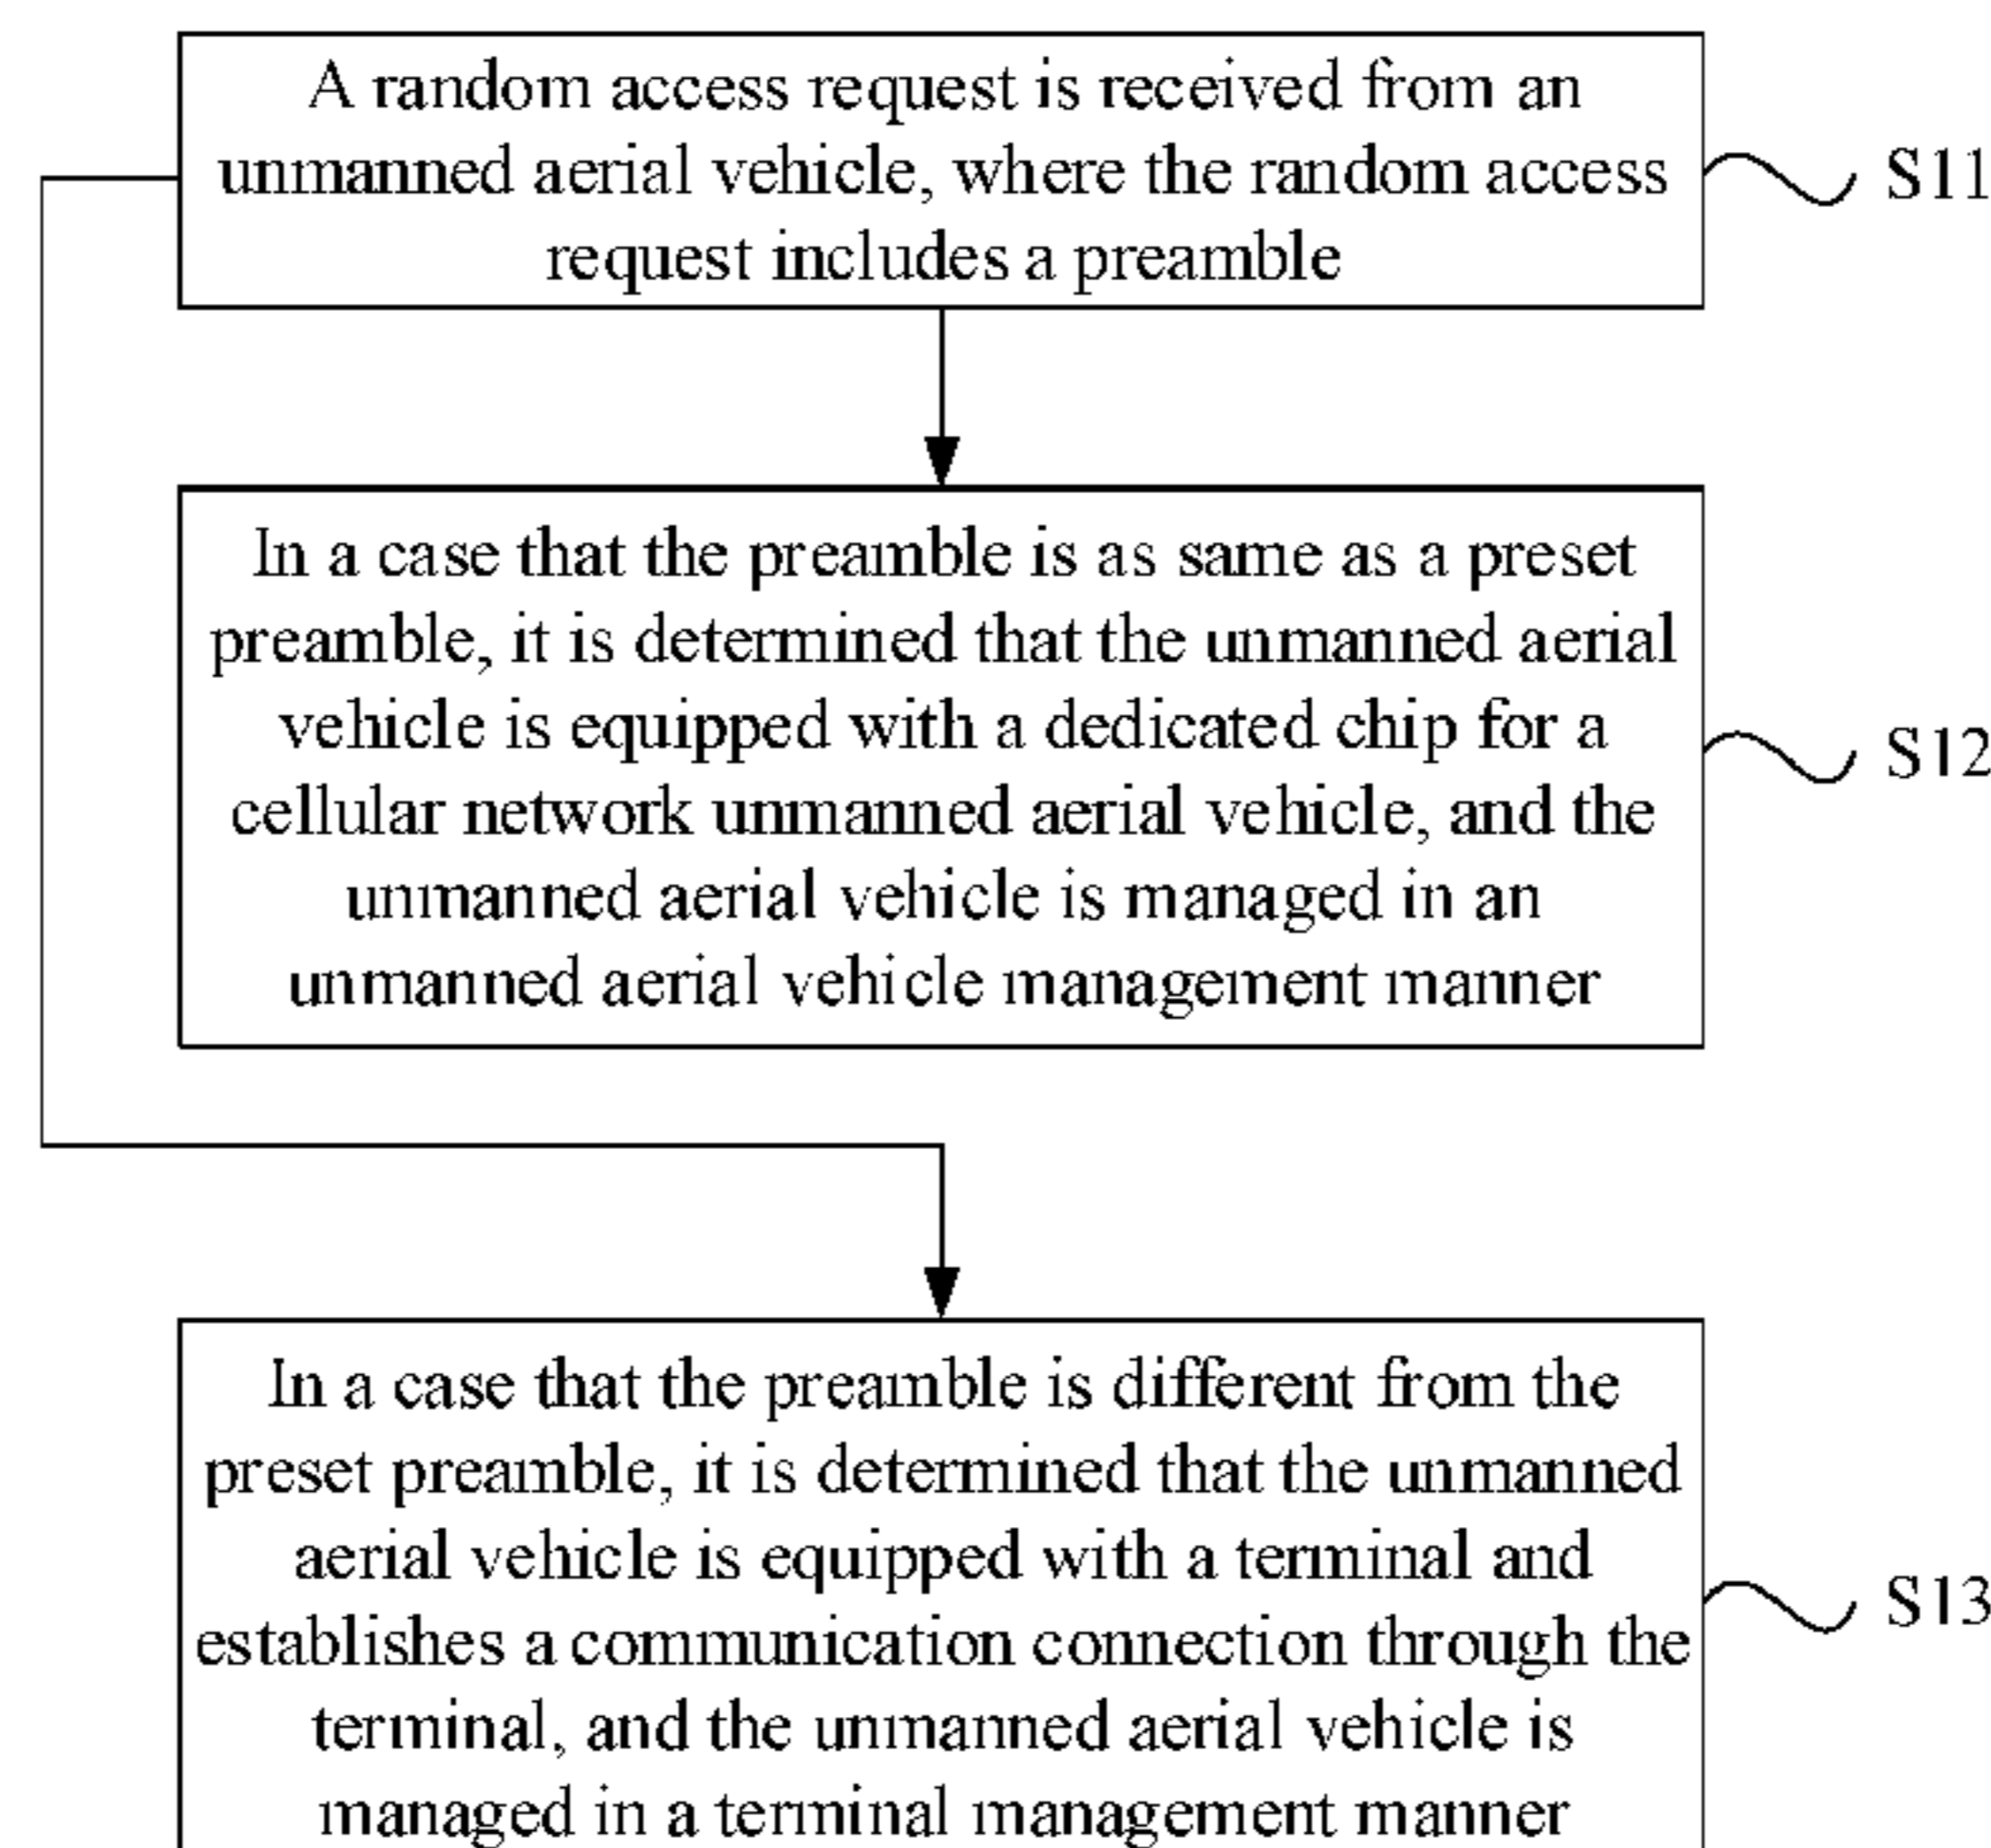 A random access request is received from an
unmanned aerial vehicle, where the random access
request includes a preamble
S11
In a case that the preamble is as same as a preset
preamble, it is determined that the unmanned aerial
vehicle is equipped with a dedicated chip for a
cellular network unmanned aerial vehicle, and the
unmanned aerial vehicle is managed in an
unmanned aerial vehicle management manner
S12
In a case that the preamble is different from the
preset preamble, it is determined that the unmanned
aerial vehicle is equipped with a terminal and
establishes a communication connection through the
terminal, and the unmanned aerial vehicle is
managed in a terminal management manner
S13